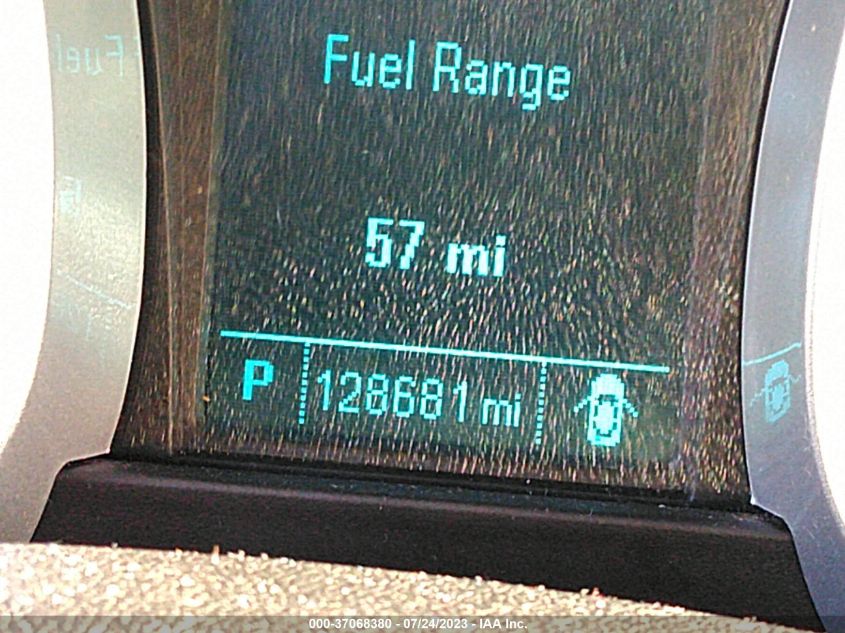 Fuel Range
57 mi
P 128681 mi
000-37068380 - 07/24/2023 - IAA Inc.